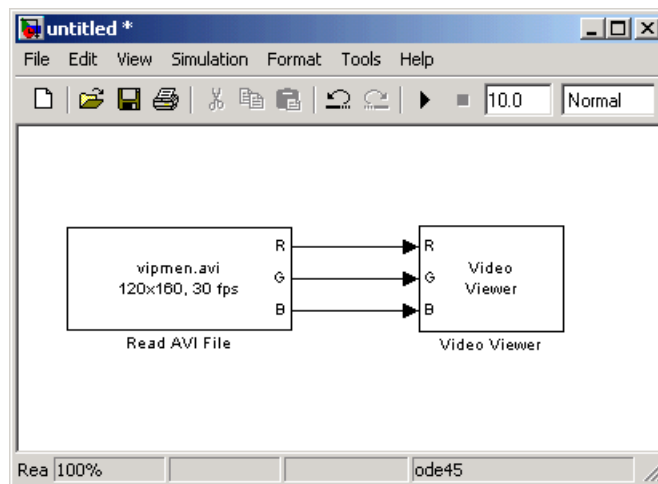 untitled *
File Edit View Simulation Format Tools Help
10.0 Normal
R R
vipmen.avi Video
120x160, 30 fps G G Viewer
B B
Read AVI File Video Viewer
Rea 100% ode45